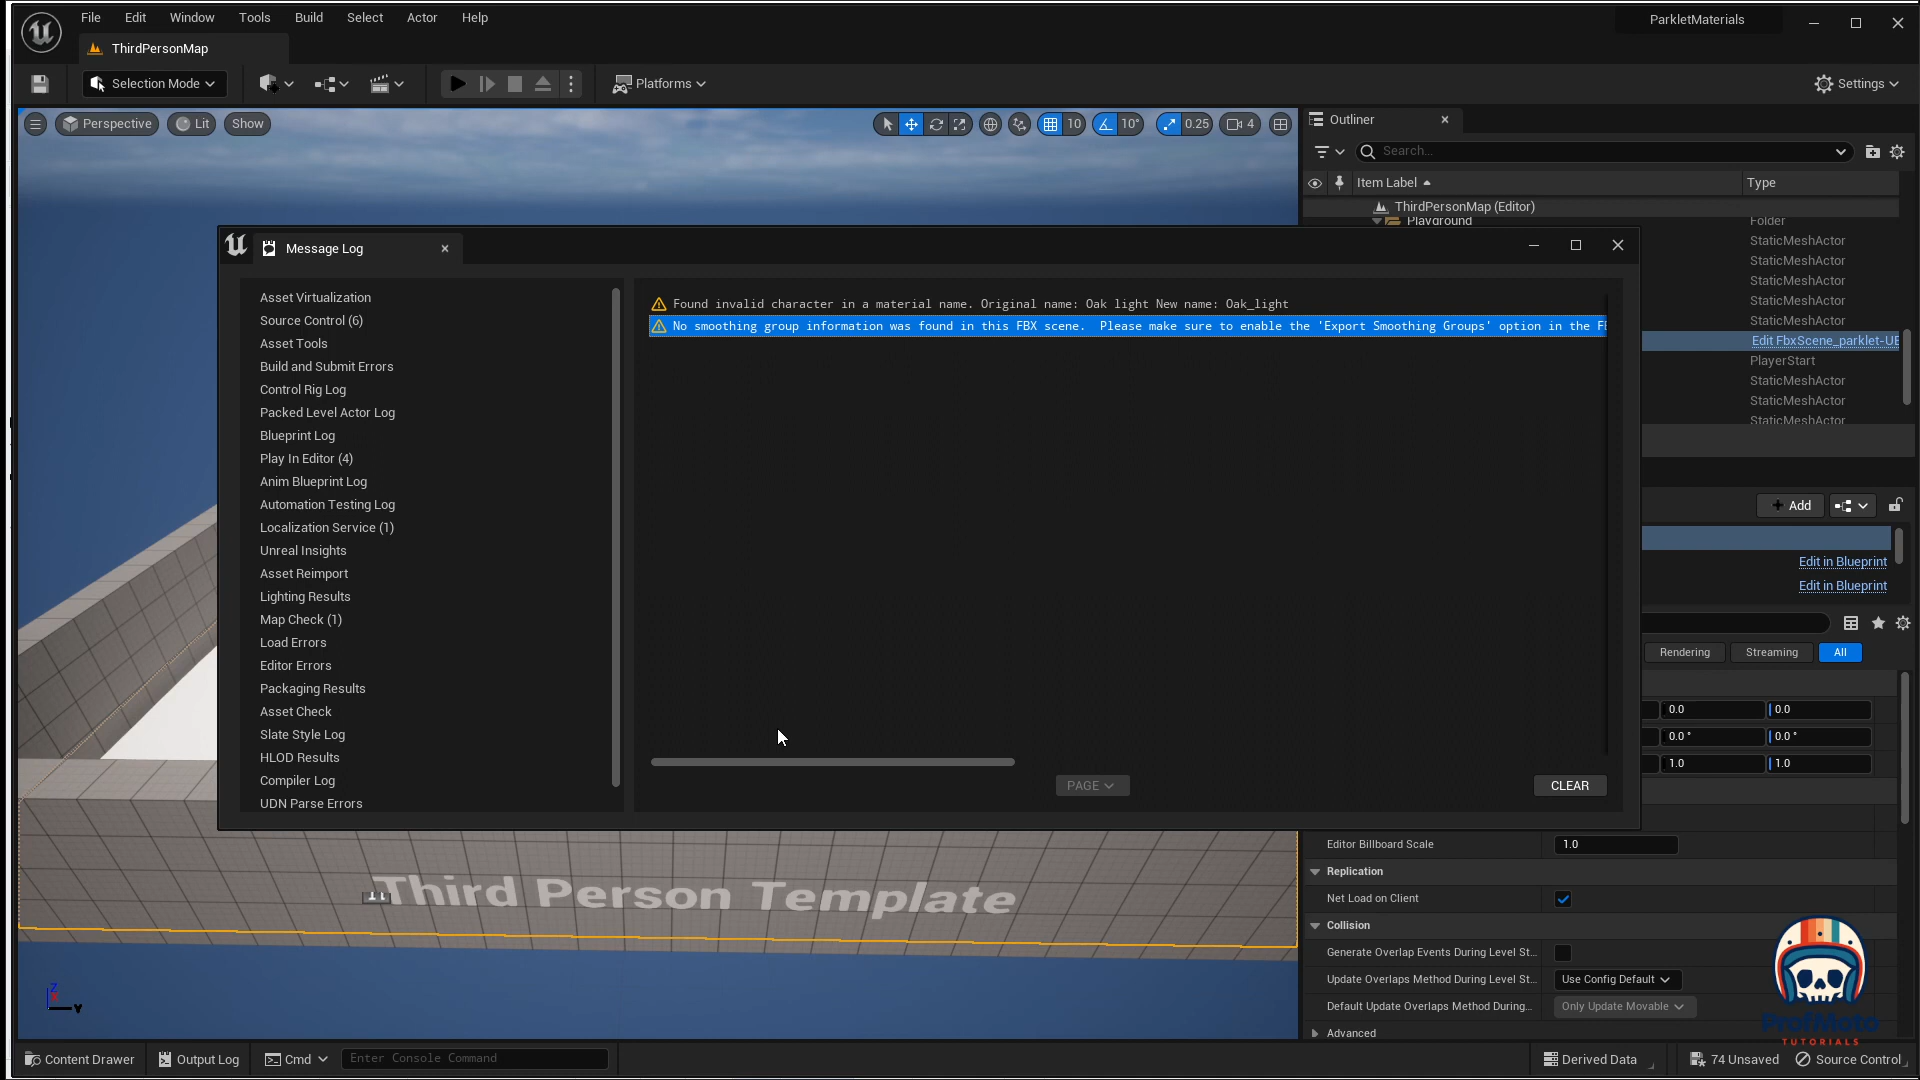 File Edit Window Tools Build Select Actor Help
ParkletMaterials
ThirdPersonMap
Selection Mode
Platforms
Settings
Perspective Lit Show
10 10° 0.25 4
Outliner
Search...
Item Label Type
ThirdPersonMap (Editor)
Playground Folder
StaticMeshActor
StaticMeshActor
StaticMeshActor
StaticMeshActor
StaticMeshActor
Edit FbxScene_parklet-UE
PlayerStart
StaticMeshActor
StaticMeshActor
StaticMeshActor
Message Log
Asset Virtualization
Source Control (6)
Asset Tools
Build and Submit Errors
Control Rig Log
Packed Level Actor Log
Blueprint Log
Play In Editor (4)
Anim Blueprint Log
Automation Testing Log
Localization Service (1)
Unreal Insights
Asset Reimport
Lighting Results
Map Check (1)
Load Errors
Editor Errors
Packaging Results
Asset Check
Slate Style Log
HLOD Results
Compiler Log
UDN Parse Errors
Found invalid character in a material name. Original name: Oak light New name: Oak_light
No smoothing group information was found in this FBX scene. Please make sure to enable the 'Export Smoothing Groups' option in the
PAGE
CLEAR
Add
Edit in Blueprint
Edit in Blueprint
Rendering Streaming All
0.0 0.0
0.0 ° 0.0 °
1.0 1.0
Editor Billboard Scale 1.0
Replication
Net Load on Client
Collision
Generate Overlap Events During Level St...
Update Overlaps Method During Level St... Use Config Default
Default Update Overlaps Method During... Only Update Movable
Advanced
Third Person Template
Z
Y
ProfMoto
TUTORIALS
Content Drawer Output Log Cmd Enter Console Command
Derived Data 74 Unsaved Source Control